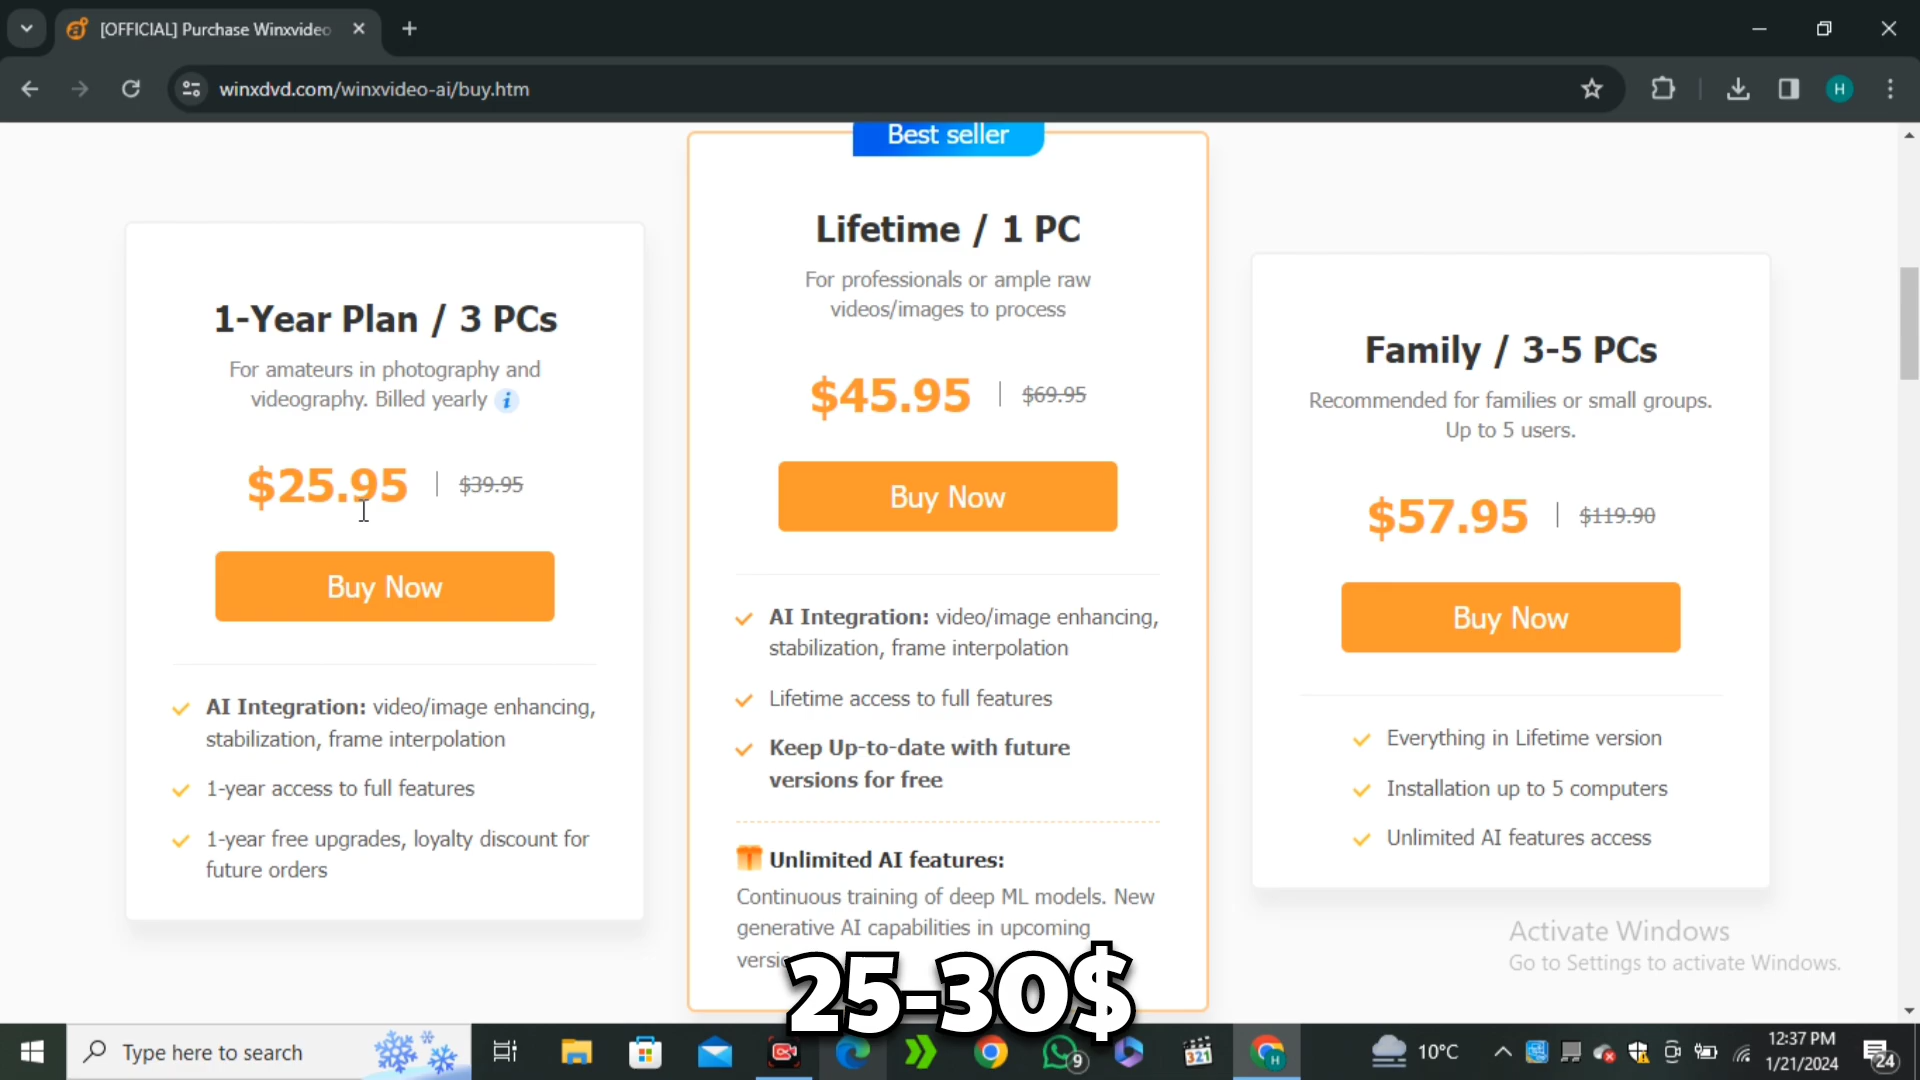 [OFFICIAL] Purchase Winxvideo
winxdvd.com/winxvideo-ai/buy.htm
H
Best seller
1-Year Plan / 3 PCs
For amateurs in photography and
videography. Billed yearly i
$25.95 | $39.95
Buy Now
AI Integration: video/image enhancing,
stabilization, frame interpolation
1-year access to full features
1-year free upgrades, loyalty discount for
future orders
Lifetime / 1 PC
For professionals or ample raw
videos/images to process
$45.95 | $69.95
Buy Now
AI Integration: video/image enhancing,
stabilization, frame interpolation
Lifetime access to full features
Keep Up-to-date with future
versions for free
Unlimited AI features:
Continuous training of deep ML models. New
generative AI capabilities in upcoming
Family / 3-5 PCs
Recommended for families or small groups.
Up to 5 users.
$57.95 | $119.90
Buy Now
Everything in Lifetime version
Installation up to 5 computers
Unlimited AI features access
Activate Windows
Go to Settings to activate Windows.
25-30$
Type here to search
9
321
H
10°C
12:37 PM
1/21/2024
24